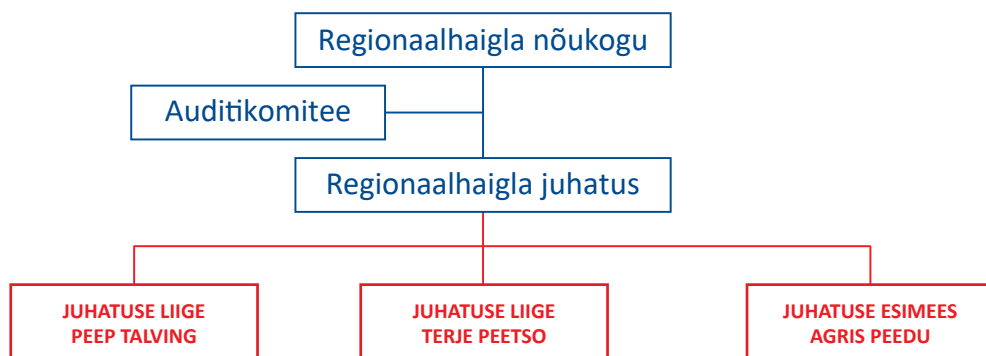 Regionaalhaigla nõukogu
Auditikomitee
Regionaalhaigla juhatus
JUHATUSE LIIGE
PEEP TALVING
JUHATUSE LIIGE
TERJE PEETSO
JUHATUSE ESIMEES
AGRIS PEEDU